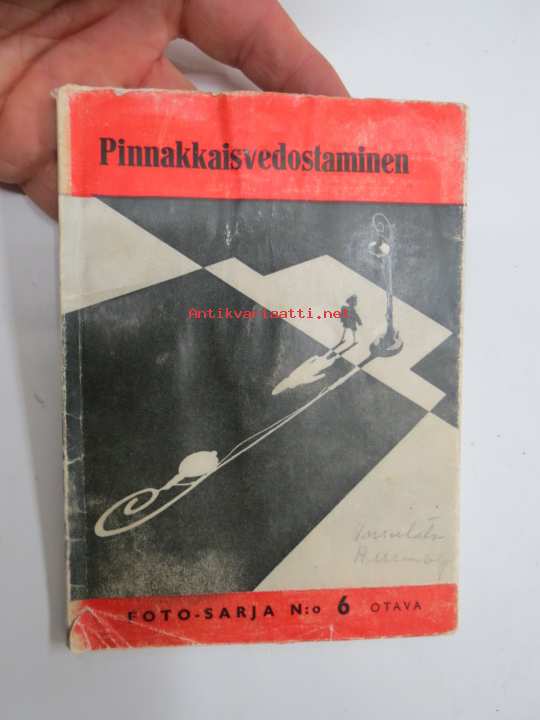 Pinnakkaisvedostaminen
Antikvariaatti.net
FOTO-SARJA N:o 6 OTAVA